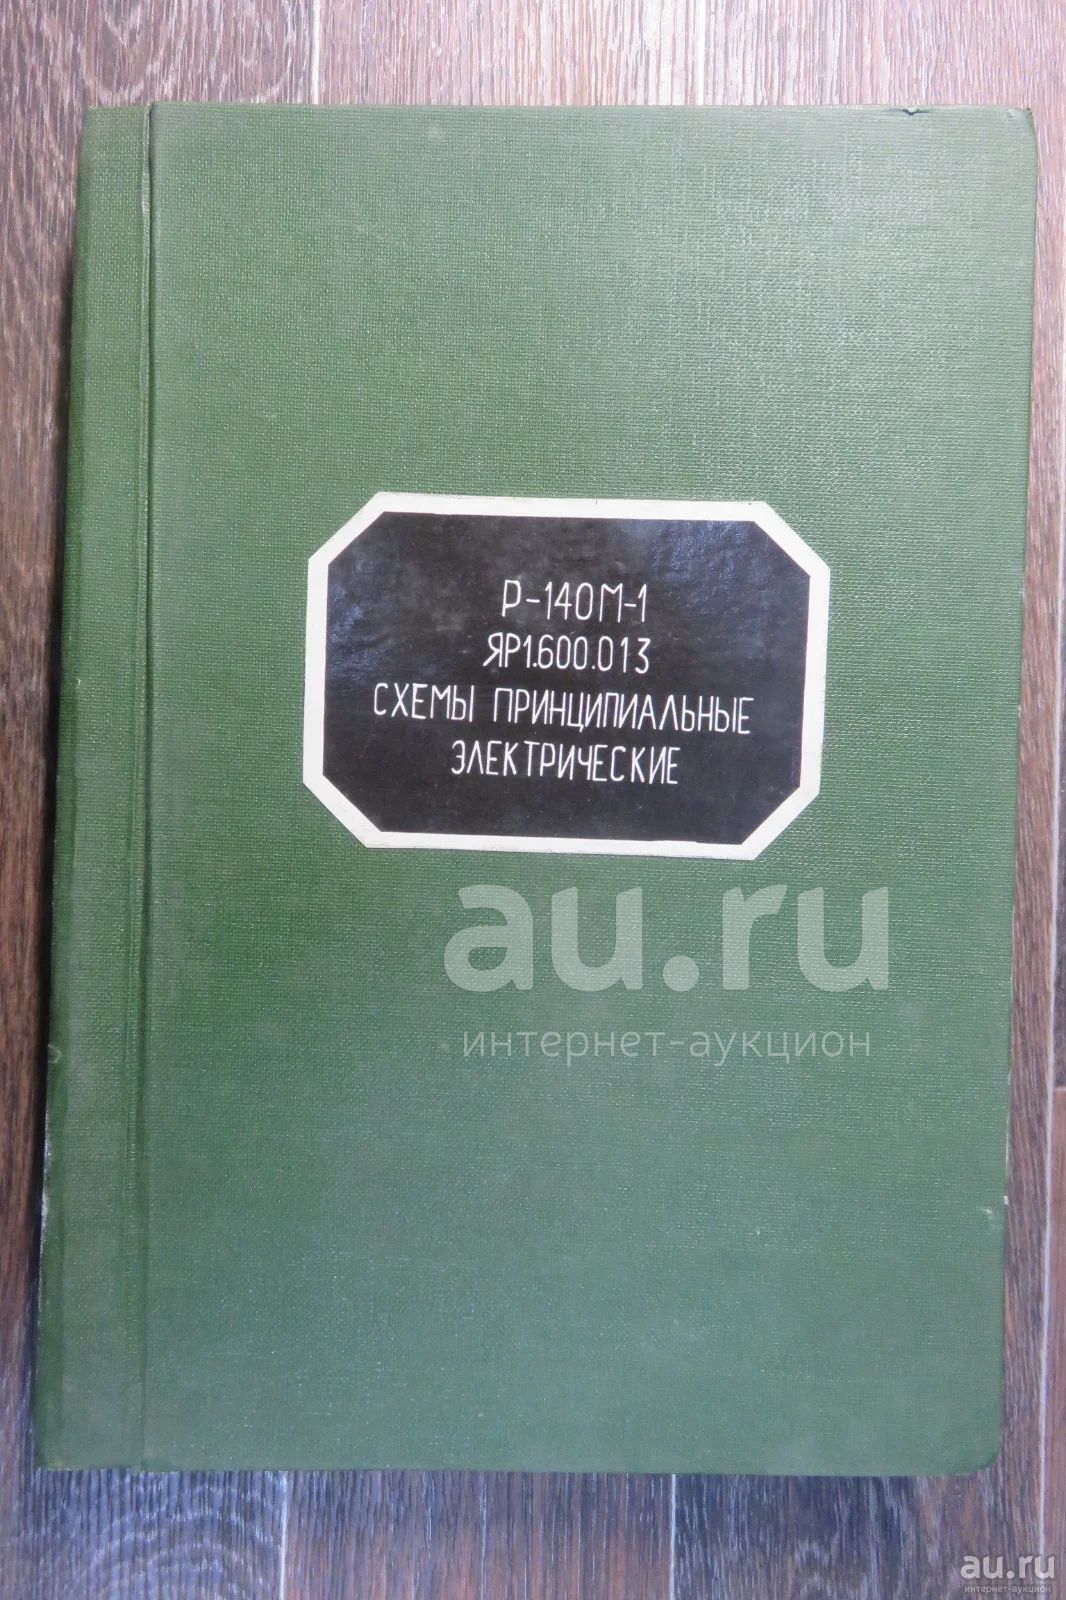 Р-140М-1
ЯР1.600.013
СХЕМЫ ПРИНЦИПИАЛЬНЫЕ
ЭЛЕКТРИЧЕСКИЕ
au.ru
интернет-аукцион
au.ru
интернет-аукцион